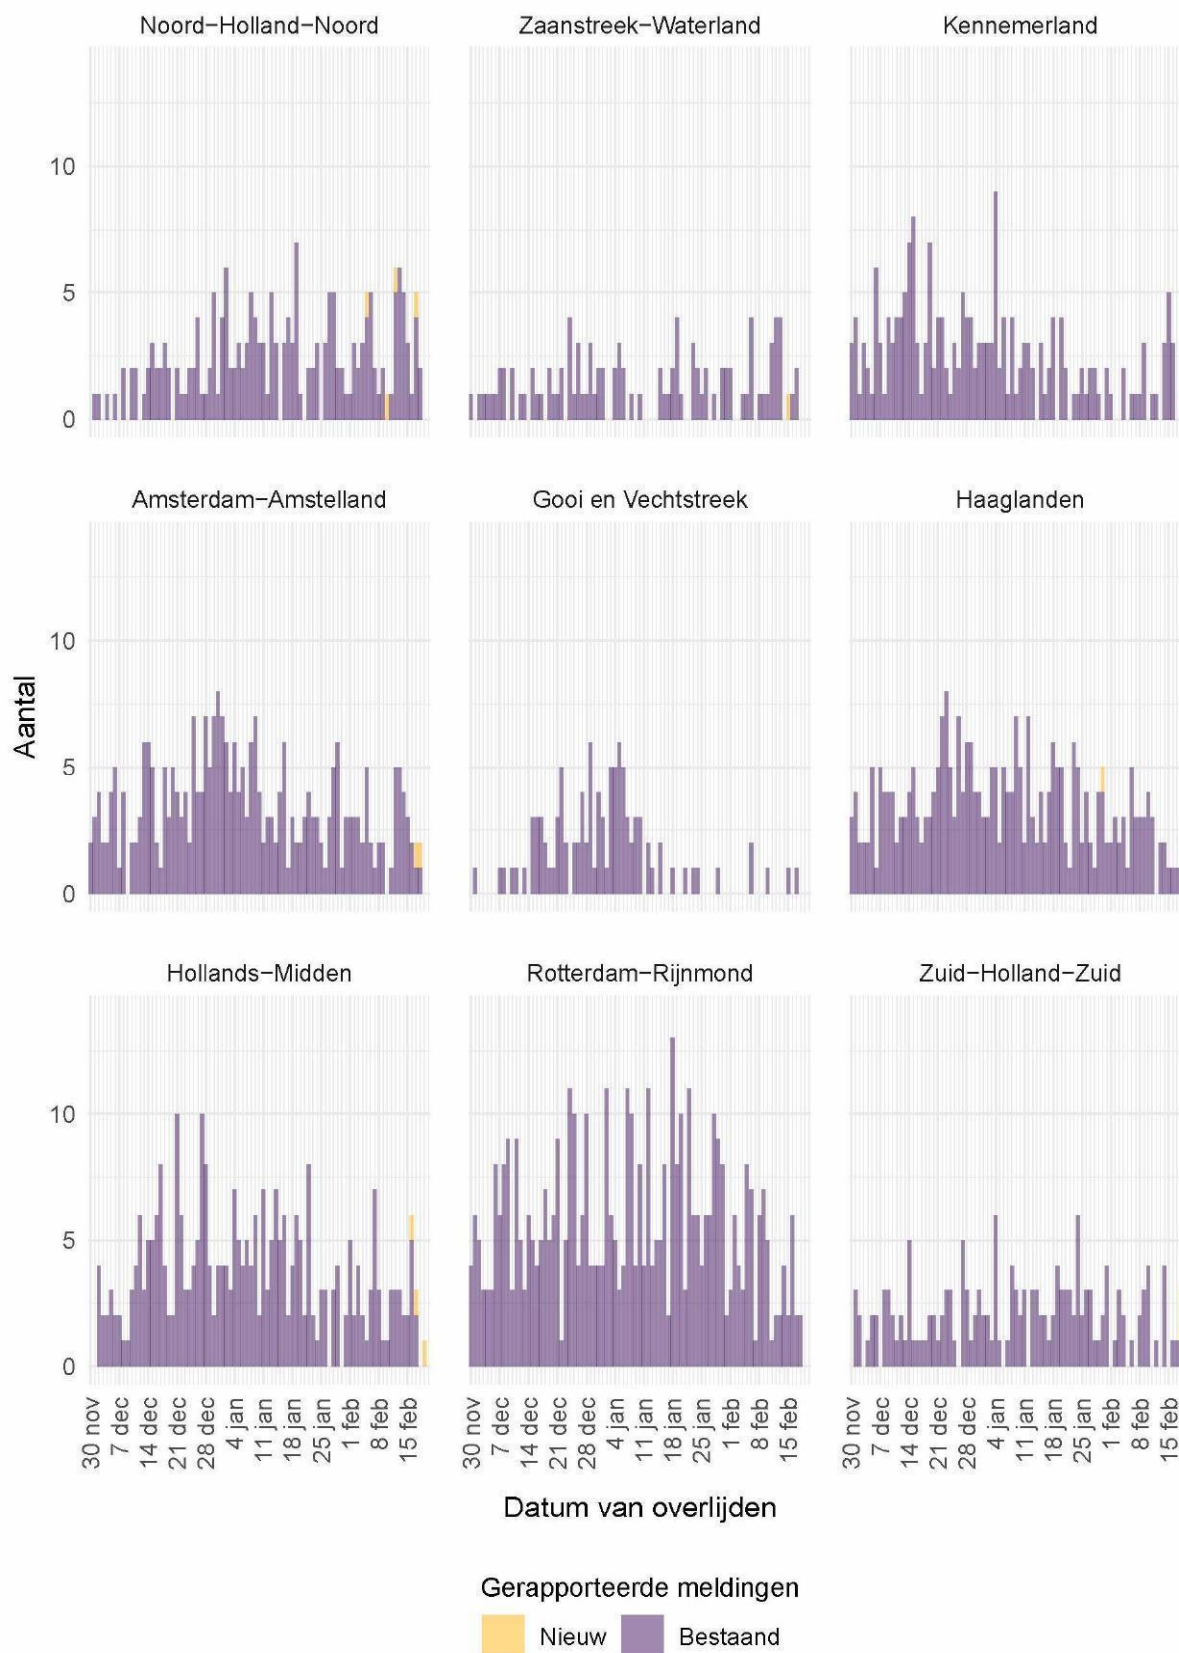 Noord-Holland-Noord
Zaanstreek-Waterland
Kennemerland
10
5
0
Amsterdam-Amstelland
Gooi en Vechtstreek
Haaglanden
10
5
0
Aantal
Hollands-Midden
Rotterdam-Rijnmond
Zuid-Holland-Zuid
10
5
0
30 nov
7 dec
14 dec
21 dec
28 dec
4 jan
11 jan
18 jan
25 jan
1 feb
8 feb
15 feb
30 nov
7 dec
14 dec
21 dec
28 dec
4 jan
11 jan
18 jan
25 jan
1 feb
8 feb
15 feb
30 nov
7 dec
14 dec
21 dec
28 dec
4 jan
11 jan
18 jan
25 jan
1 feb
8 feb
15 feb
Datum van overlijden
Gerapporteerde meldingen
Nieuw Bestaand